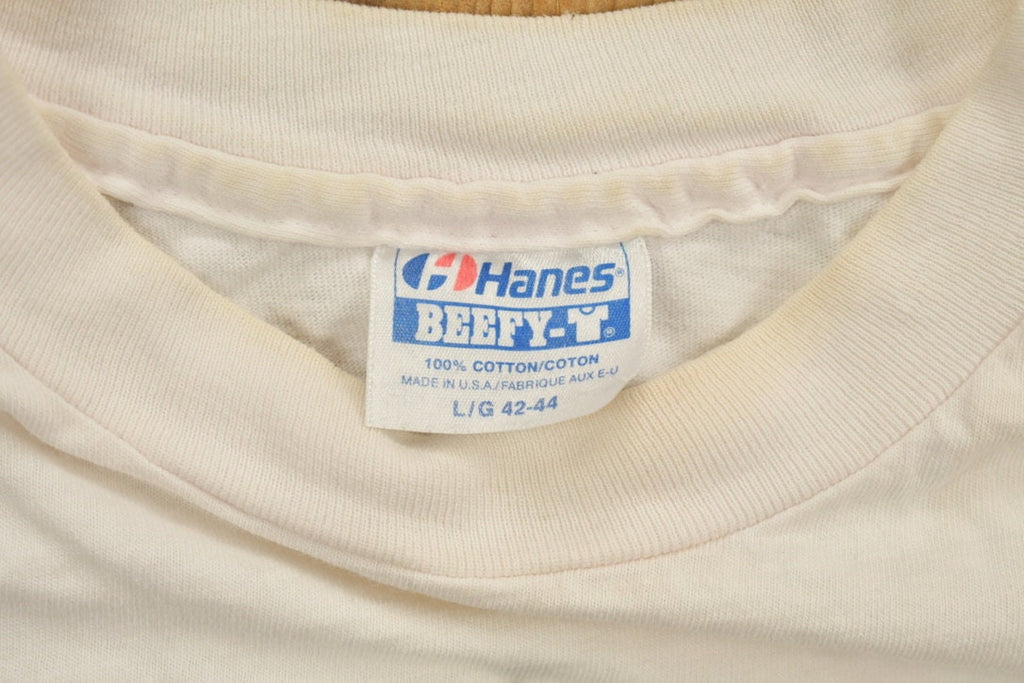 Hanes®
BEEFY-T®
100% COTTON/COTON
MADE IN U.S.A./FABRIQUE AUX E-U
L/G 42-44